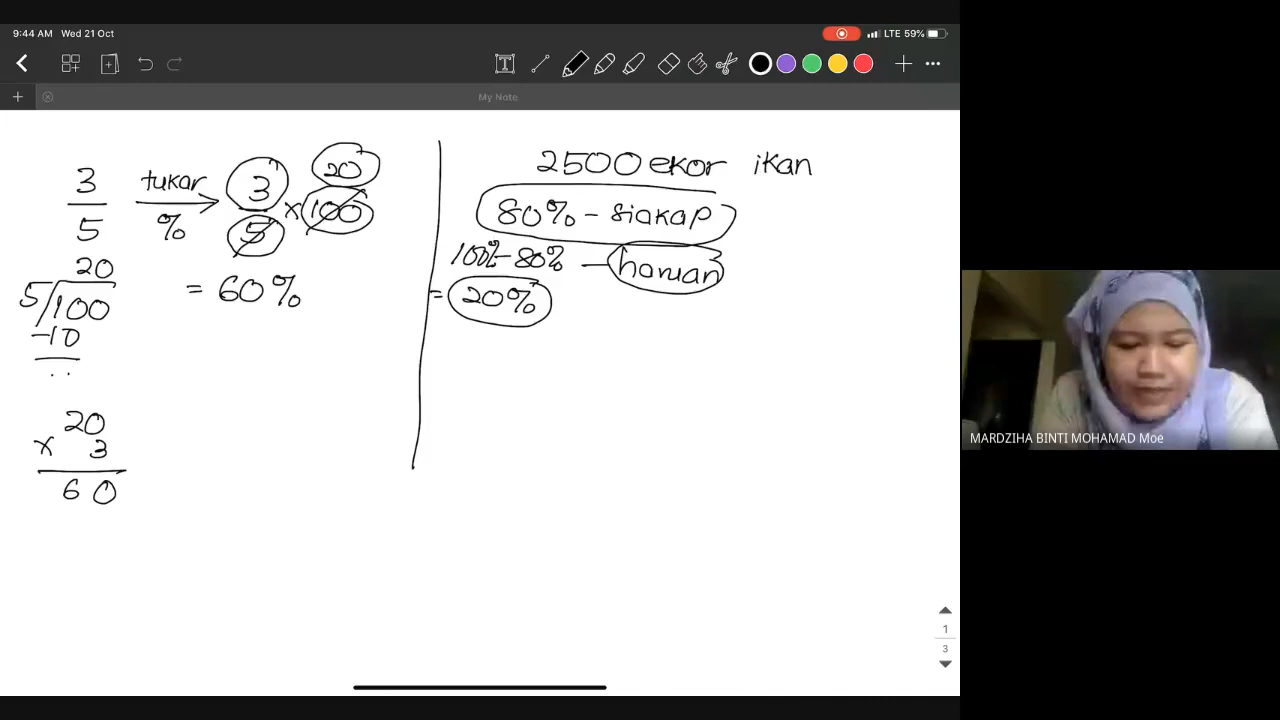 9:44 AM Wed 21 Oct
LTE 59%
My Note
3/5 tukar % → 3/5 × 100 20
= 60%
20
5/100
-10
..
20
× 3
60
2500 ekor ikan
80% - siakap
100% - 80% - haruan
= 20%
MARDZIHA BINTI MOHAMAD Moe
1
3